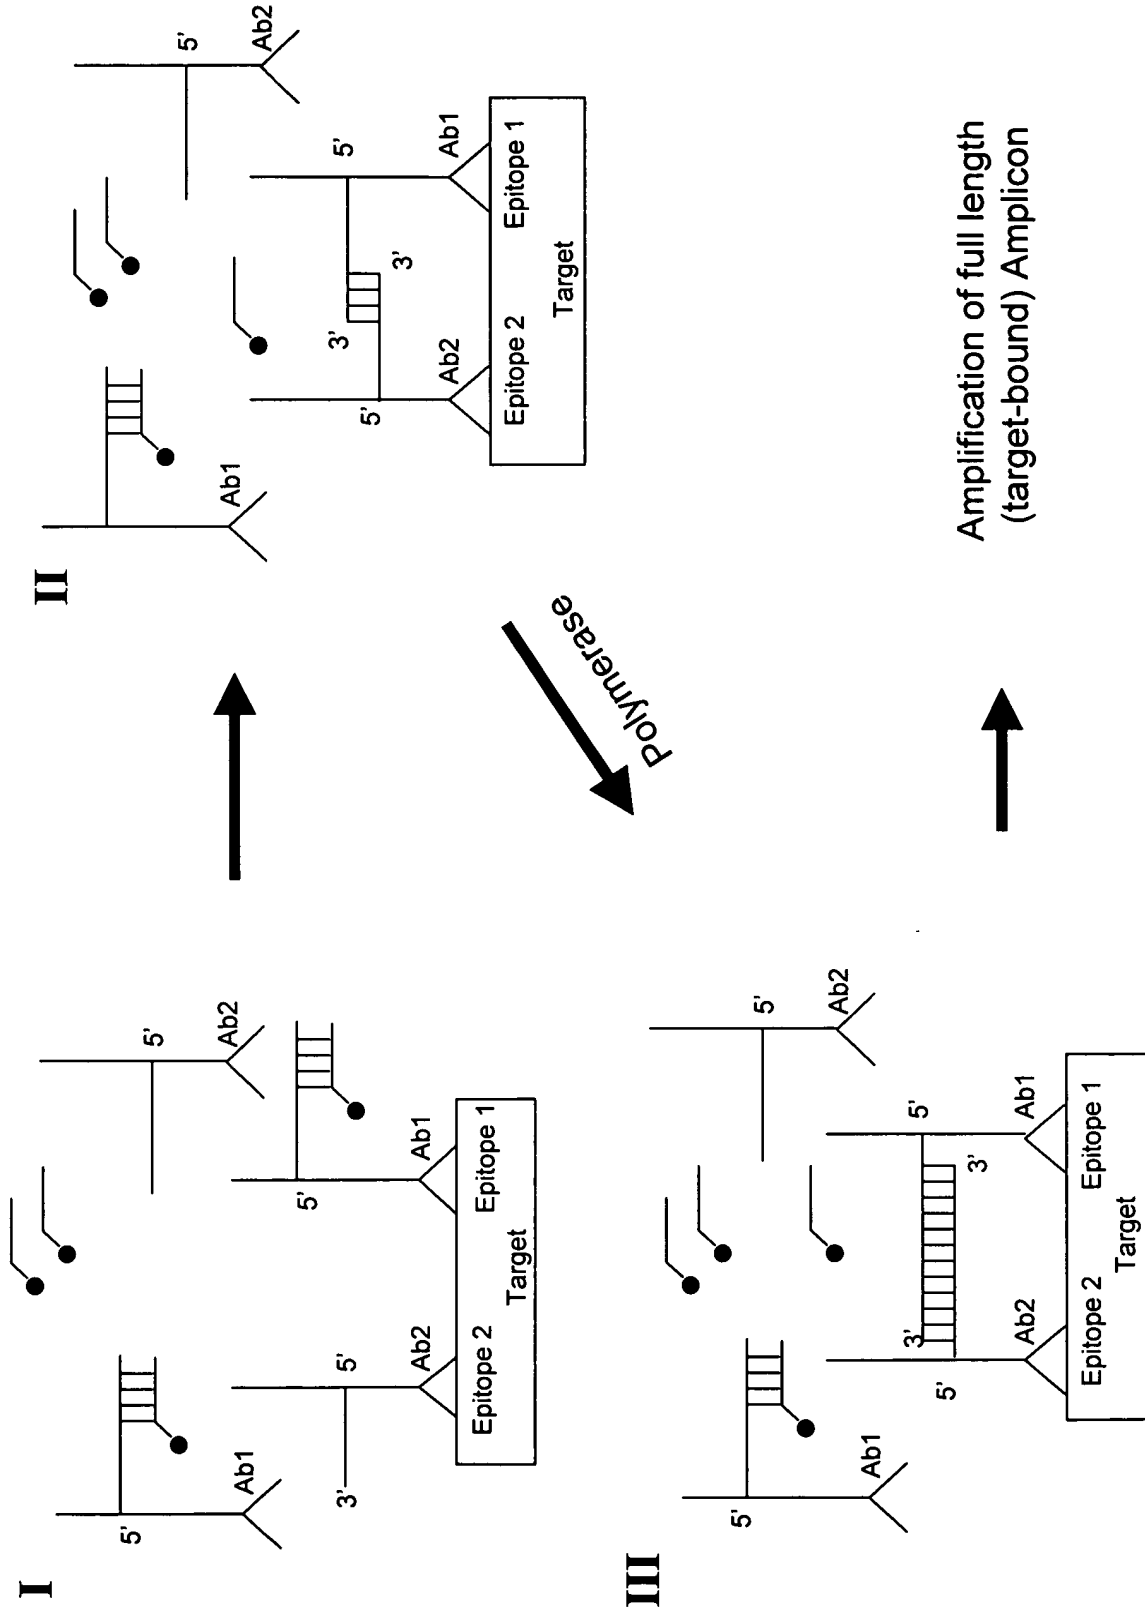 I
5'
Ab1
3'
5'
Ab2
5'
Ab1
5'
Ab2
Epitope 2
Epitope 1
Target
II
Ab1
5'
Ab2
3'
3'
5'
5'
Ab2
Ab1
Epitope 2
Epitope 1
Target
Polymerase
III
5'
Ab1
5'
Ab2
3'
5'
5'
3'
Ab2
Ab1
Epitope 2
Epitope 1
Target
Amplification of full length
(target-bound) Amplicon